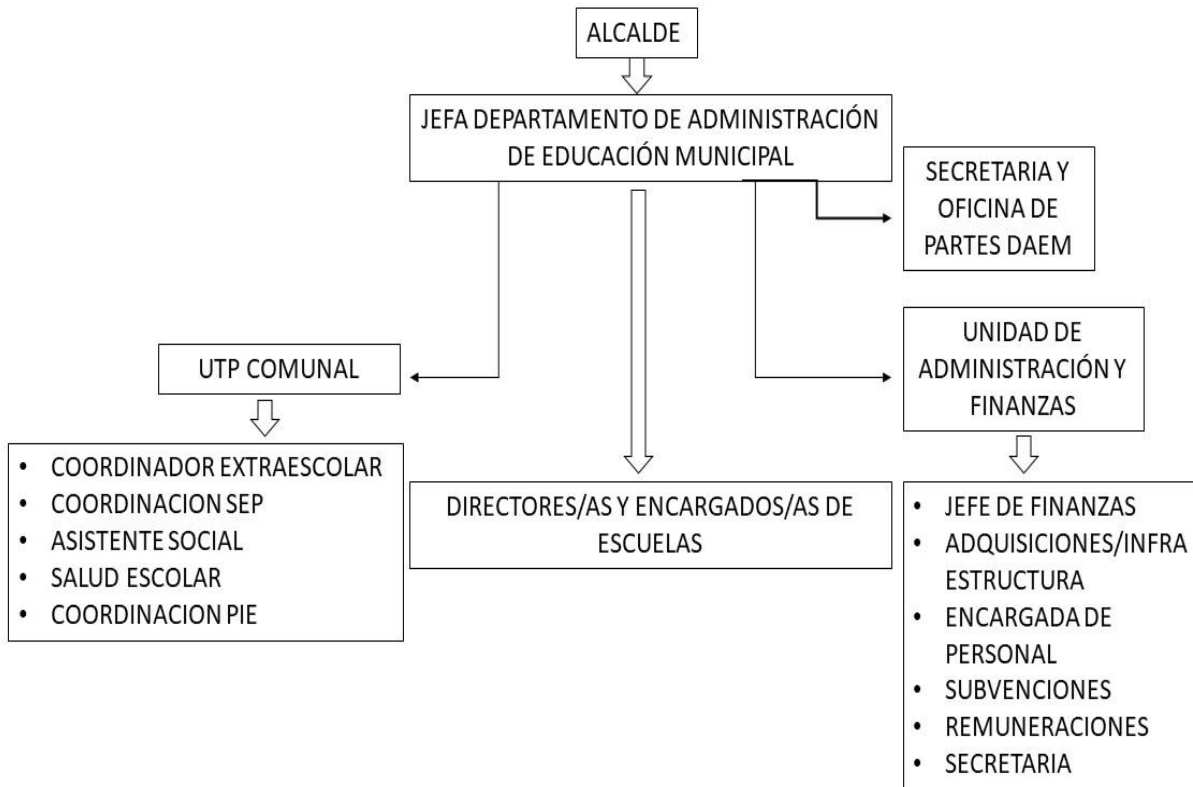 ALCALDE
JEFA DEPARTAMENTO DE ADMINISTRACIÓN
DE EDUCACIÓN MUNICIPAL
SECRETARIA Y
OFICINA DE
PARTES DAEM
UTP COMUNAL
UNIDAD DE
ADMINISTRACIÓN Y
FINANZAS
• COORDINADOR EXTRAESCOLAR
• COORDINACION SEP
• ASISTENTE SOCIAL
• SALUD ESCOLAR
• COORDINACION PIE
DIRECTORES/AS Y ENCARGADOS/AS DE
ESCUELAS
• JEFE DE FINANZAS
• ADQUISICIONES/INFRA
ESTRUCTURA
• ENCARGADA DE
PERSONAL
• SUBVENCIONES
• REMUNERACIONES
• SECRETARIA